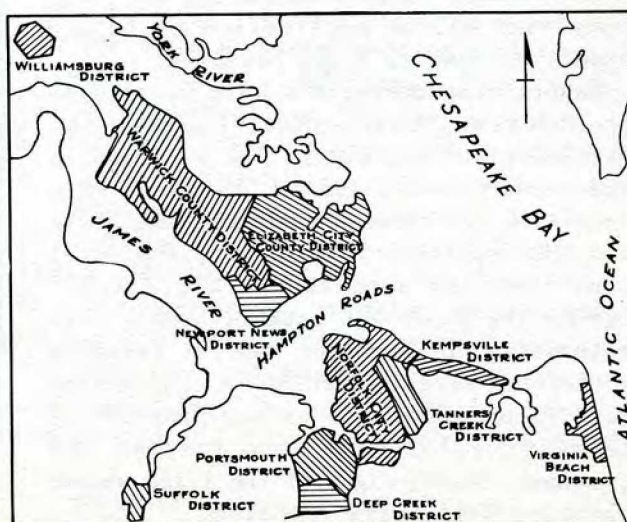 WILLIAMSBURG
DISTRICT
YORK RIVER
CHESAPEAKE BAY
WARWICK COUNTY DISTRICT
ELIZABETH CITY
COUNTY DISTRICT
JAMES RIVER
NEWPORT NEWS
DISTRICT
HAMPTON ROADS
ATLANTIC OCEAN
KEMPSVILLE
DISTRICT
NORFOLK CITY
DISTRICT
TANNERS
CREEK
DISTRICT
VIRGINIA
BEACH
DISTRICT
PORTSMOUTH
DISTRICT
SUFFOLK
DISTRICT
DEEP CREEK
DISTRICT